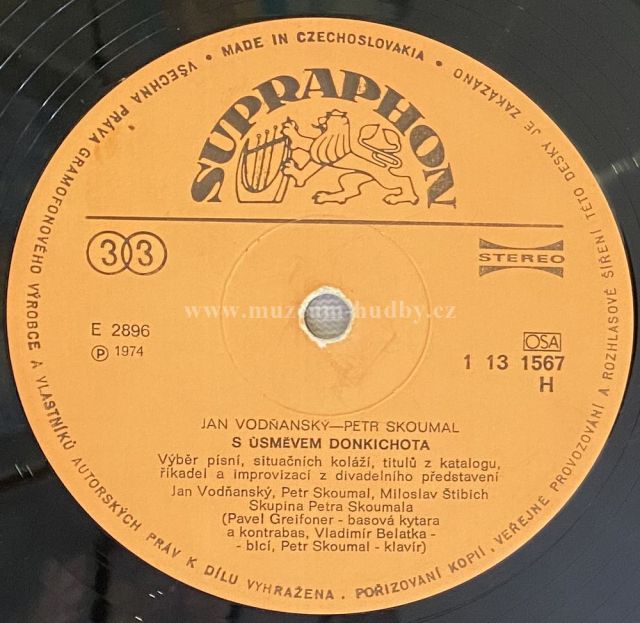 VŠECHNA PRÁVA GRAMOFONOVÉHO VÝROBCE A VLASTNÍKŮ AUTORSKÝCH PRÁV K DÍLU VYHRAŽENA. POŘIZOVÁNÍ KOPIÍ, VEŘEJNÉ PROVOZOVÁNÍ A ROZHLASOVÉ ŠÍŘENÍ TÉTO DESKY JE ZAKÁZÁNO • MADE IN CZECHOSLOVAKIA •
SUPRAPHON
33
STEREO
www.muzeum-hudby.cz
E 2896
Ⓟ 1974
OSA
1 13 1567
H
JAN VODŇANSKÝ—PETR SKOUMAL
S ÚSMĚVEM DONKICHOTA
Výběr písní, situačních koláží, titulů z katalogu,
říkadel a improvizací z divadelního představení
Jan Vodňanský, Petr Skoumal, Miloslav Štibich
Skupina Petra Skoumala
(Pavel Greifoner - basová kytara
a kontrabas, Vladimír Belatka -
- blcí, Petr Skoumal - klavír)